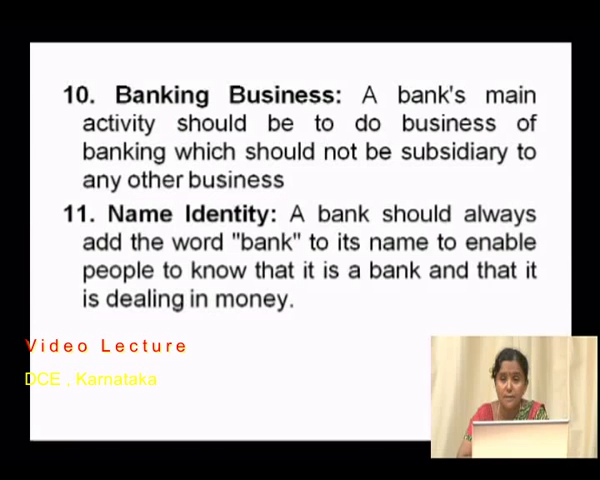 10. Banking Business: A bank's main
activity should be to do business of
banking which should not be subsidiary to
any other business
11. Name Identity: A bank should always
add the word "bank" to its name to enable
people to know that it is a bank and that it
is dealing in money.
Video Lecture
DCE , Karnataka